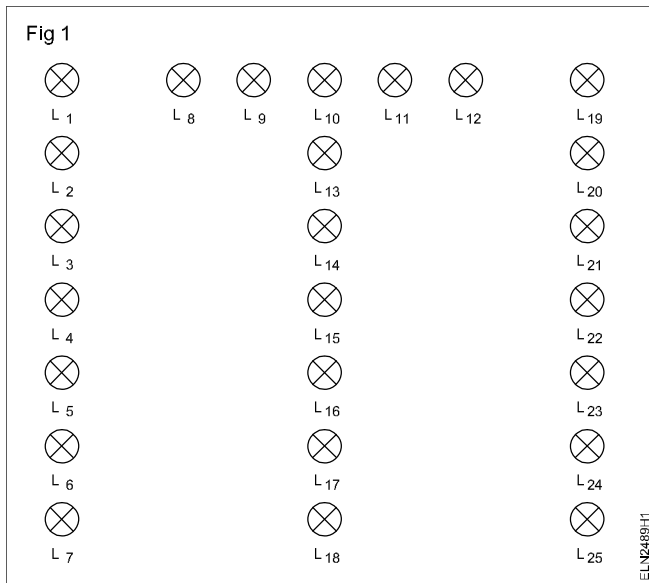 Fig 1
L 1 L 8 L 9 L 10 L 11 L 12 L 19
L 2 L 13 L 20
L 3 L 14 L 21
L 4 L 15 L 22
L 5 L 16 L 23
L 6 L 17 L 24
L 7 L 18 L 25
ELN2489H1